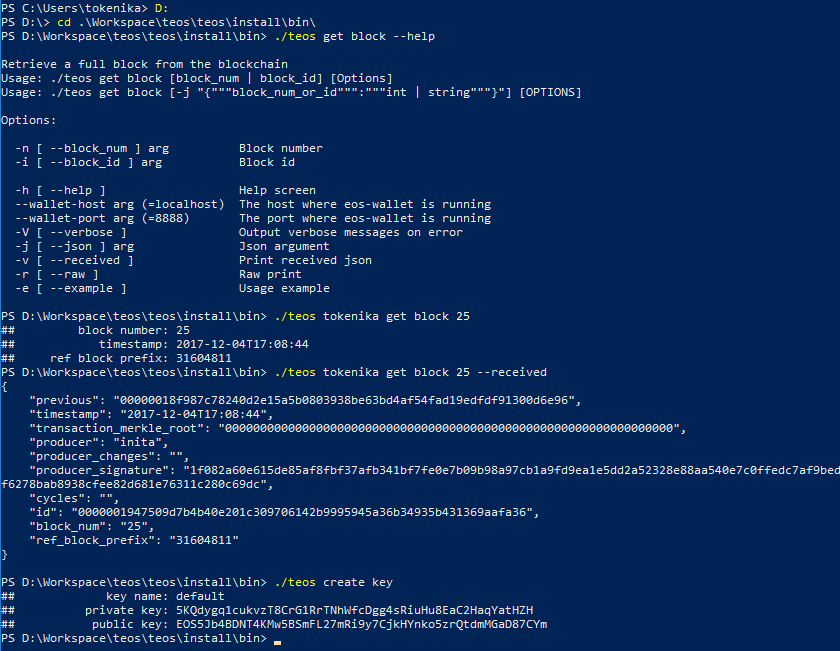 PS C:\Users\tokenika> D:
PS D:\> cd .\Workspace\teos\teos\install\bin\
PS D:\Workspace\teos\teos\install\bin> ./teos get block --help

Retrieve a full block from the blockchain
Usage: ./teos get block [block_num | block_id] [Options]
Usage: ./teos get block [-j "{"""block_num_or_id""":"""int | string"""}"] [OPTIONS]

Options:

  -n [ --block_num ] arg          Block number
  -i [ --block_id ] arg           Block id

  -h [ --help ]                   Help screen
  --wallet-host arg (=localhost)  The host where eos-wallet is running
  --wallet-port arg (=8888)       The port where eos-wallet is running
  -V [ --verbose ]                Output verbose messages on error
  -j [ --json ] arg               Json argument
  -v [ --received ]               Print received json
  -r [ --raw ]                    Raw print
  -e [ --example ]                Usage example

PS D:\Workspace\teos\teos\install\bin> ./teos tokenika get block 25
##         block number: 25
##            timestamp: 2017-12-04T17:08:44
##     ref block prefix: 31604811
PS D:\Workspace\teos\teos\install\bin> ./teos tokenika get block 25 --received
{
    "previous": "00000018f987c78240d2e15a5b0803938be63bd4af54fad19edfdf91300d6e96",
    "timestamp": "2017-12-04T17:08:44",
    "transaction_merkle_root": "0000000000000000000000000000000000000000000000000000000000000000",
    "producer": "inita",
    "producer_changes": "",
    "producer_signature": "1f082a60e615de85af8fbf37afb341bf7fe0e7b09b98a97cb1a9fd9ea1e5dd2a52328e88aa540e7c0ffedc7af9bed
f6278bab8938cfee82d681e76311c280c69dc",
    "cycles": "",
    "id": "0000001947509d7b4b40e201c309706142b9995945a36b34935b431369aafa36",
    "block_num": "25",
    "ref_block_prefix": "31604811"
}

PS D:\Workspace\teos\teos\install\bin> ./teos create key
##             key name: default
##          private key: 5KQdygq1cukvzT8CrG1RrTNhWfcDgg4sRiuHu8EaC2HaqYatHZH
##           public key: EOS5Jb4BDNT4KMw5BSmFL27mRi9y7CjkHYnko5zrQtdmMGaD87CYm
PS D:\Workspace\teos\teos\install\bin>